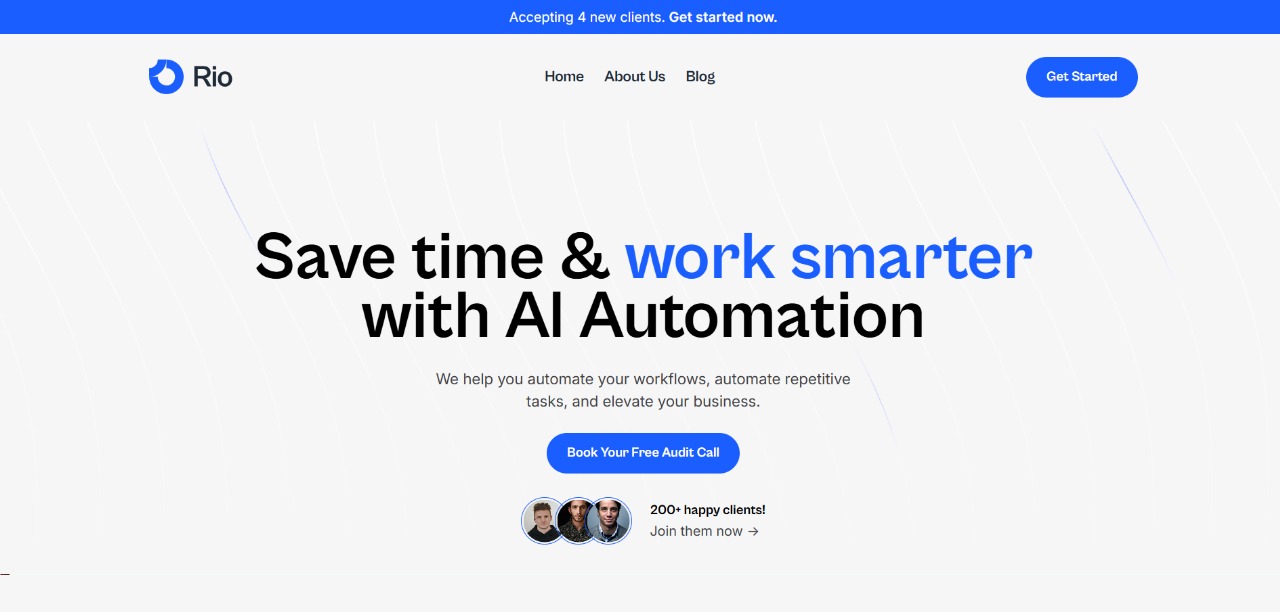 Accepting 4 new clients. Get started now.
Rio
Home About Us Blog
Get Started
Save time & work smarter
with AI Automation
We help you automate your workflows, automate repetitive
tasks, and elevate your business.
Book Your Free Audit Call
200+ happy clients!
Join them now →